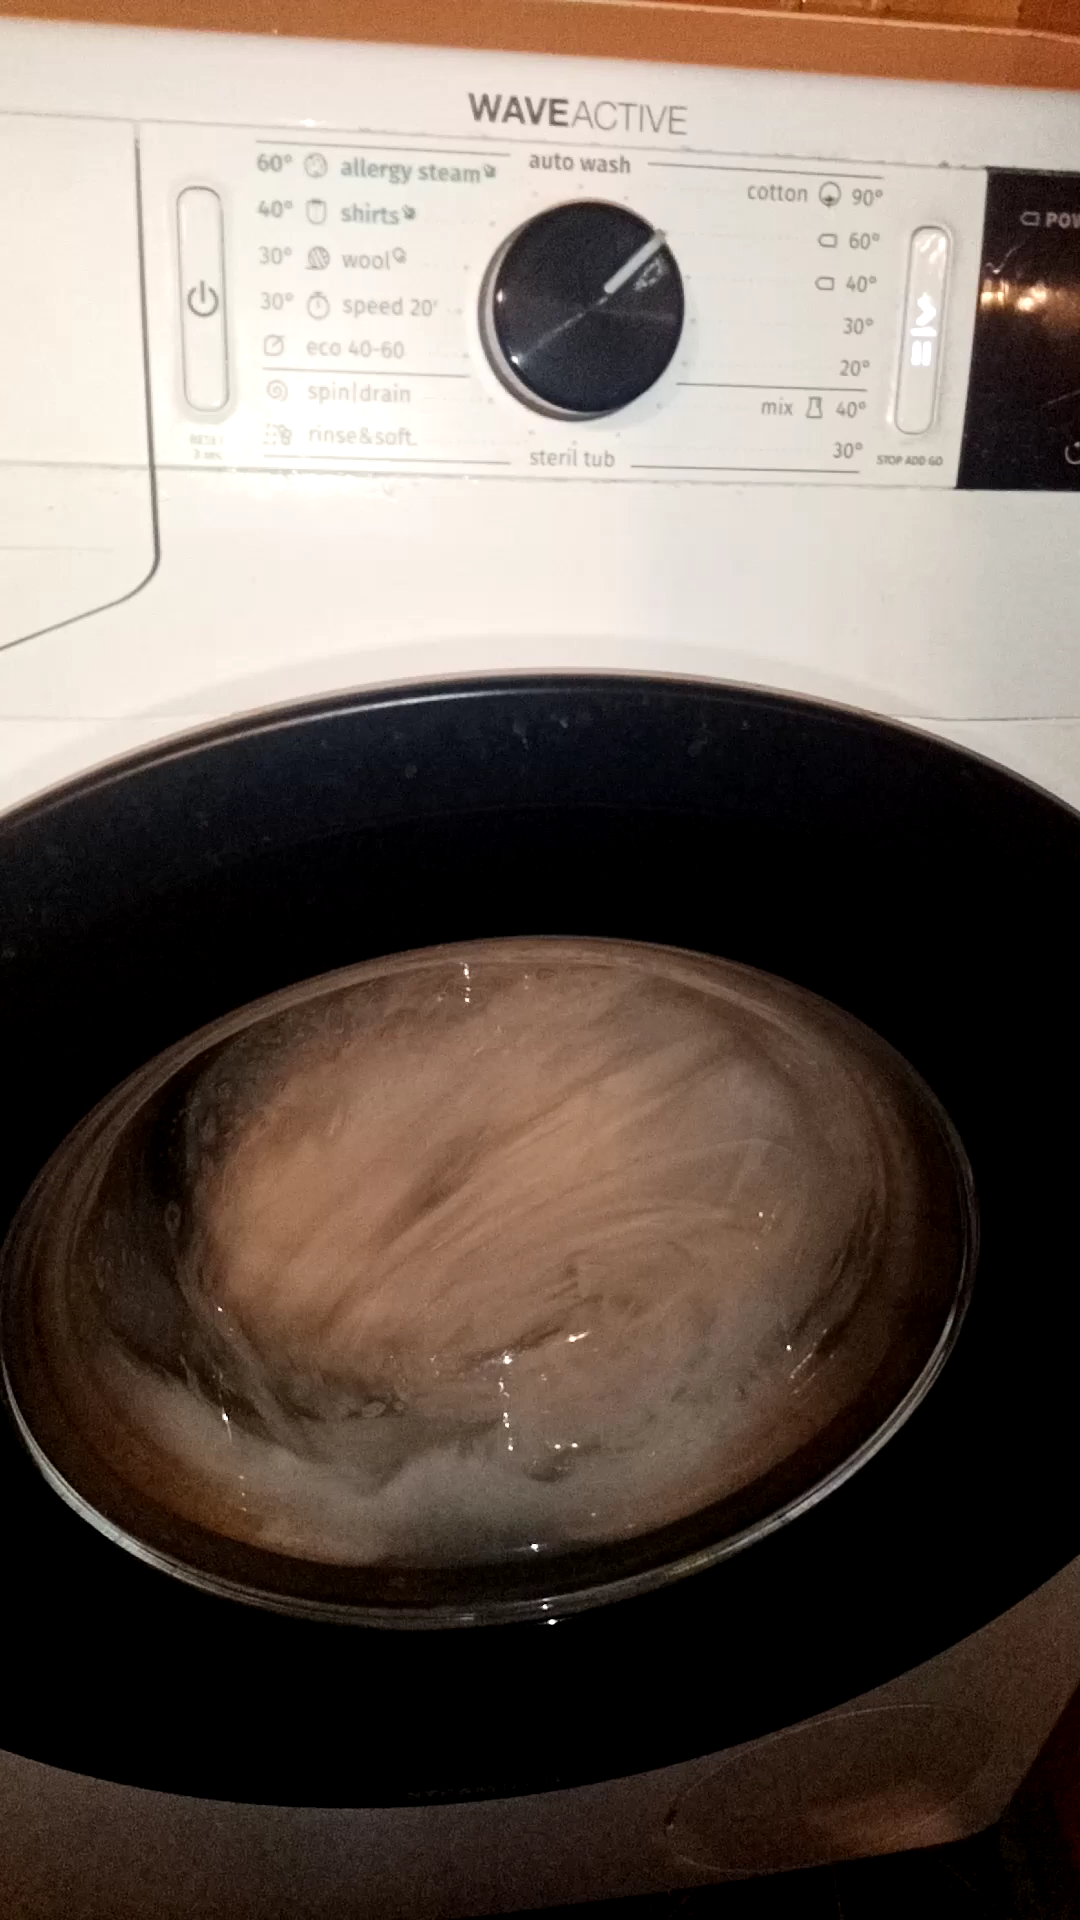 WAVEACTIVE
auto wash
60° allergy steam
40° shirts
30° wool
30° speed 20'
eco 40-60
spin|drain
rinse&soft.
steril tub
cotton 90°
60°
40°
30°
20°
mix 40°
30°
STOP ADD GO
POW